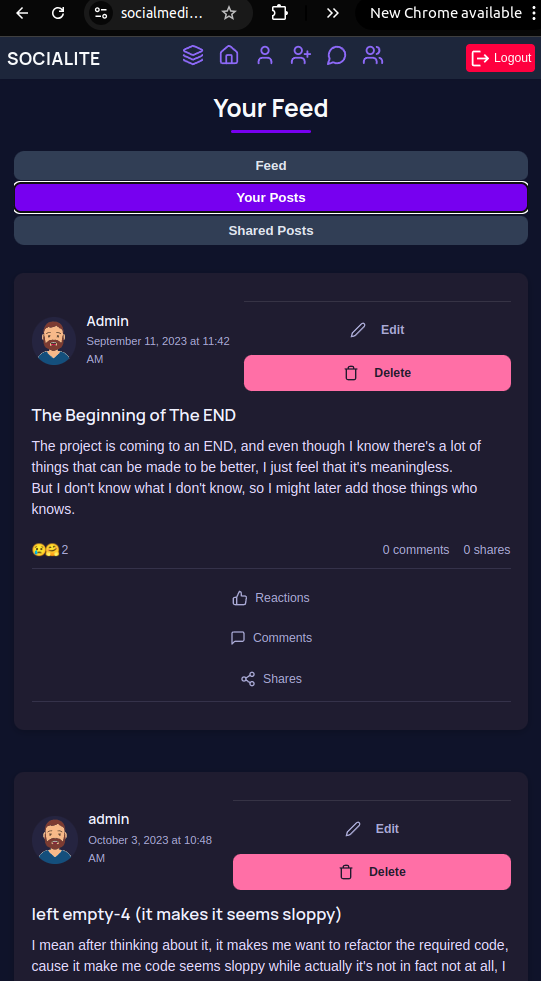 socialmedi...
New Chrome available
SOCIALITE
Logout
Your Feed
Feed
Your Posts
Shared Posts
Admin
September 11, 2023 at 11:42
AM
Edit
Delete
The Beginning of The END
The project is coming to an END, and even though I know there's a lot of
things that can be made to be better, I just feel that it's meaningless.
But I don't know what I don't know, so I might later add those things who
knows.
2
0 comments 0 shares
Reactions
Comments
Shares
admin
October 3, 2023 at 10:48
AM
Edit
Delete
left empty-4 (it makes it seems sloppy)
I mean after thinking about it, it makes me want to refactor the required code,
cause it make me code seems sloppy while actually it's not in fact not at all, I